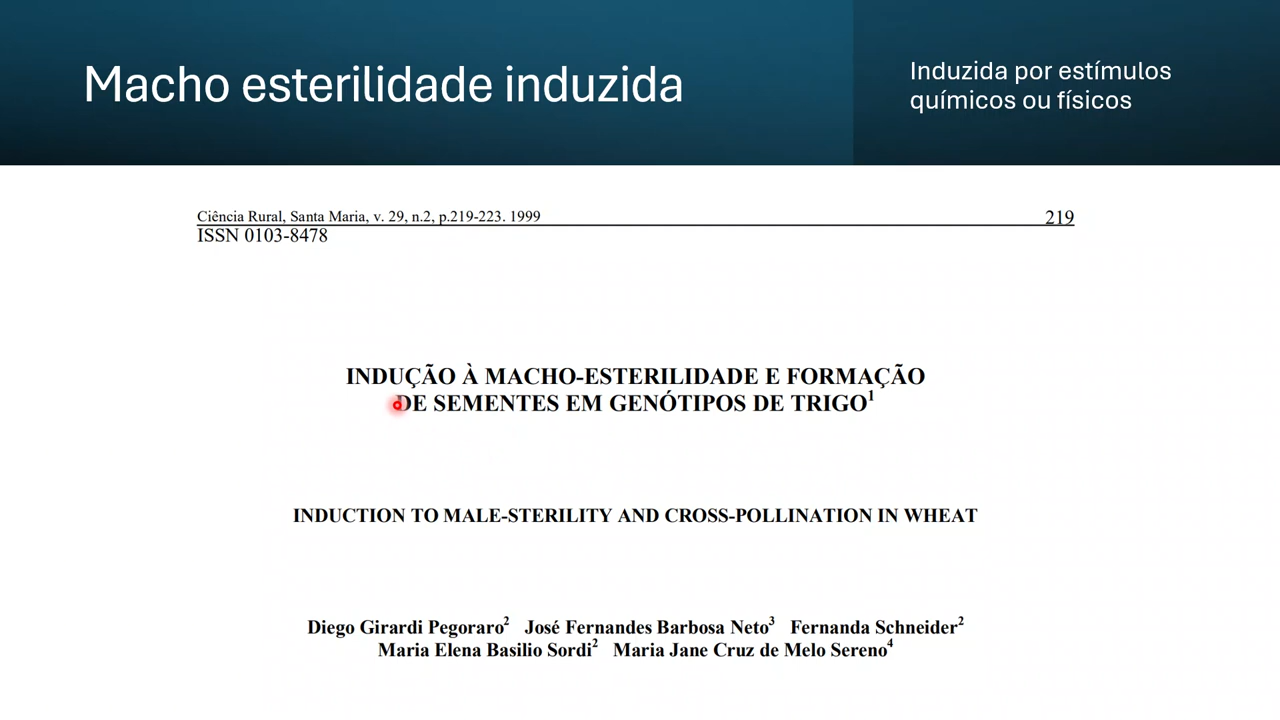 Macho esterilidade induzida
Induzida por estímulos
químicos ou físicos
Ciência Rural, Santa Maria, v. 29, n.2, p.219-223. 1999
219
ISSN 0103-8478
INDUÇÃO À MACHO-ESTERILIDADE E FORMAÇÃO
DE SEMENTES EM GENÓTIPOS DE TRIGO¹
INDUCTION TO MALE-STERILITY AND CROSS-POLLINATION IN WHEAT
Diego Girardi Pegoraro² José Fernandes Barbosa Neto³ Fernanda Schneider²
Maria Elena Basilio Sordi² Maria Jane Cruz de Melo Sereno⁴